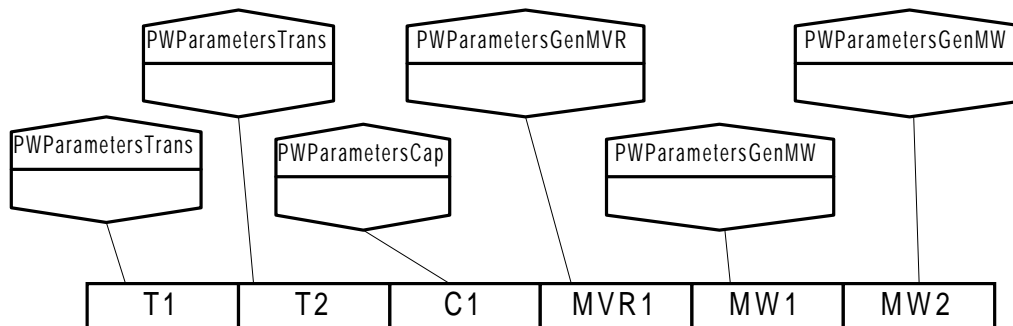 PWParametersTrans
PWParametersGenMVR
PWParametersGenMW
PWParametersTrans
PWParametersCap
PWParametersGenMW
T1 T2 C1 MVR1 MW1 MW2